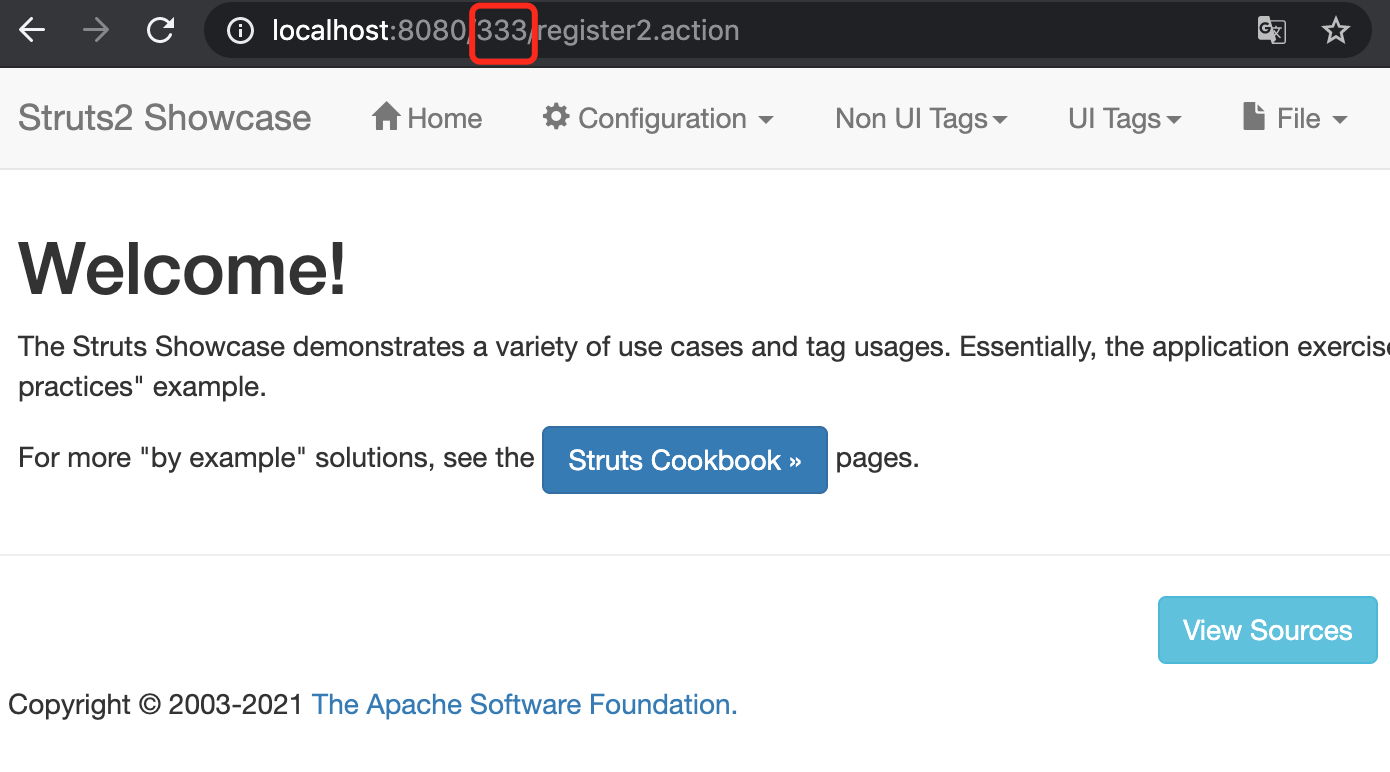 localhost:8080/333/register2.action
Struts2 Showcase Home Configuration Non UI Tags UI Tags File
Welcome!
The Struts Showcase demonstrates a variety of use cases and tag usages. Essentially, the application exercise
practices" example.
For more "by example" solutions, see the Struts Cookbook » pages.
View Sources
Copyright © 2003-2021 The Apache Software Foundation.